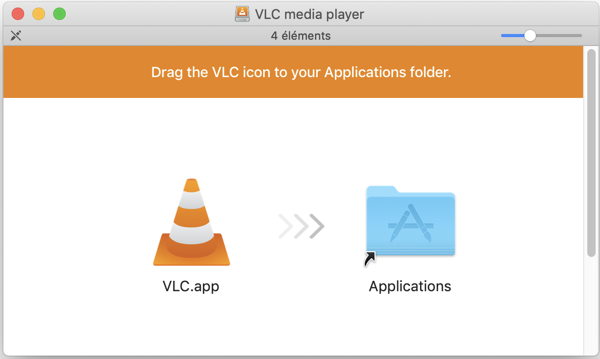 VLC media player
4 éléments
Drag the VLC icon to your Applications folder.
VLC.app
Applications